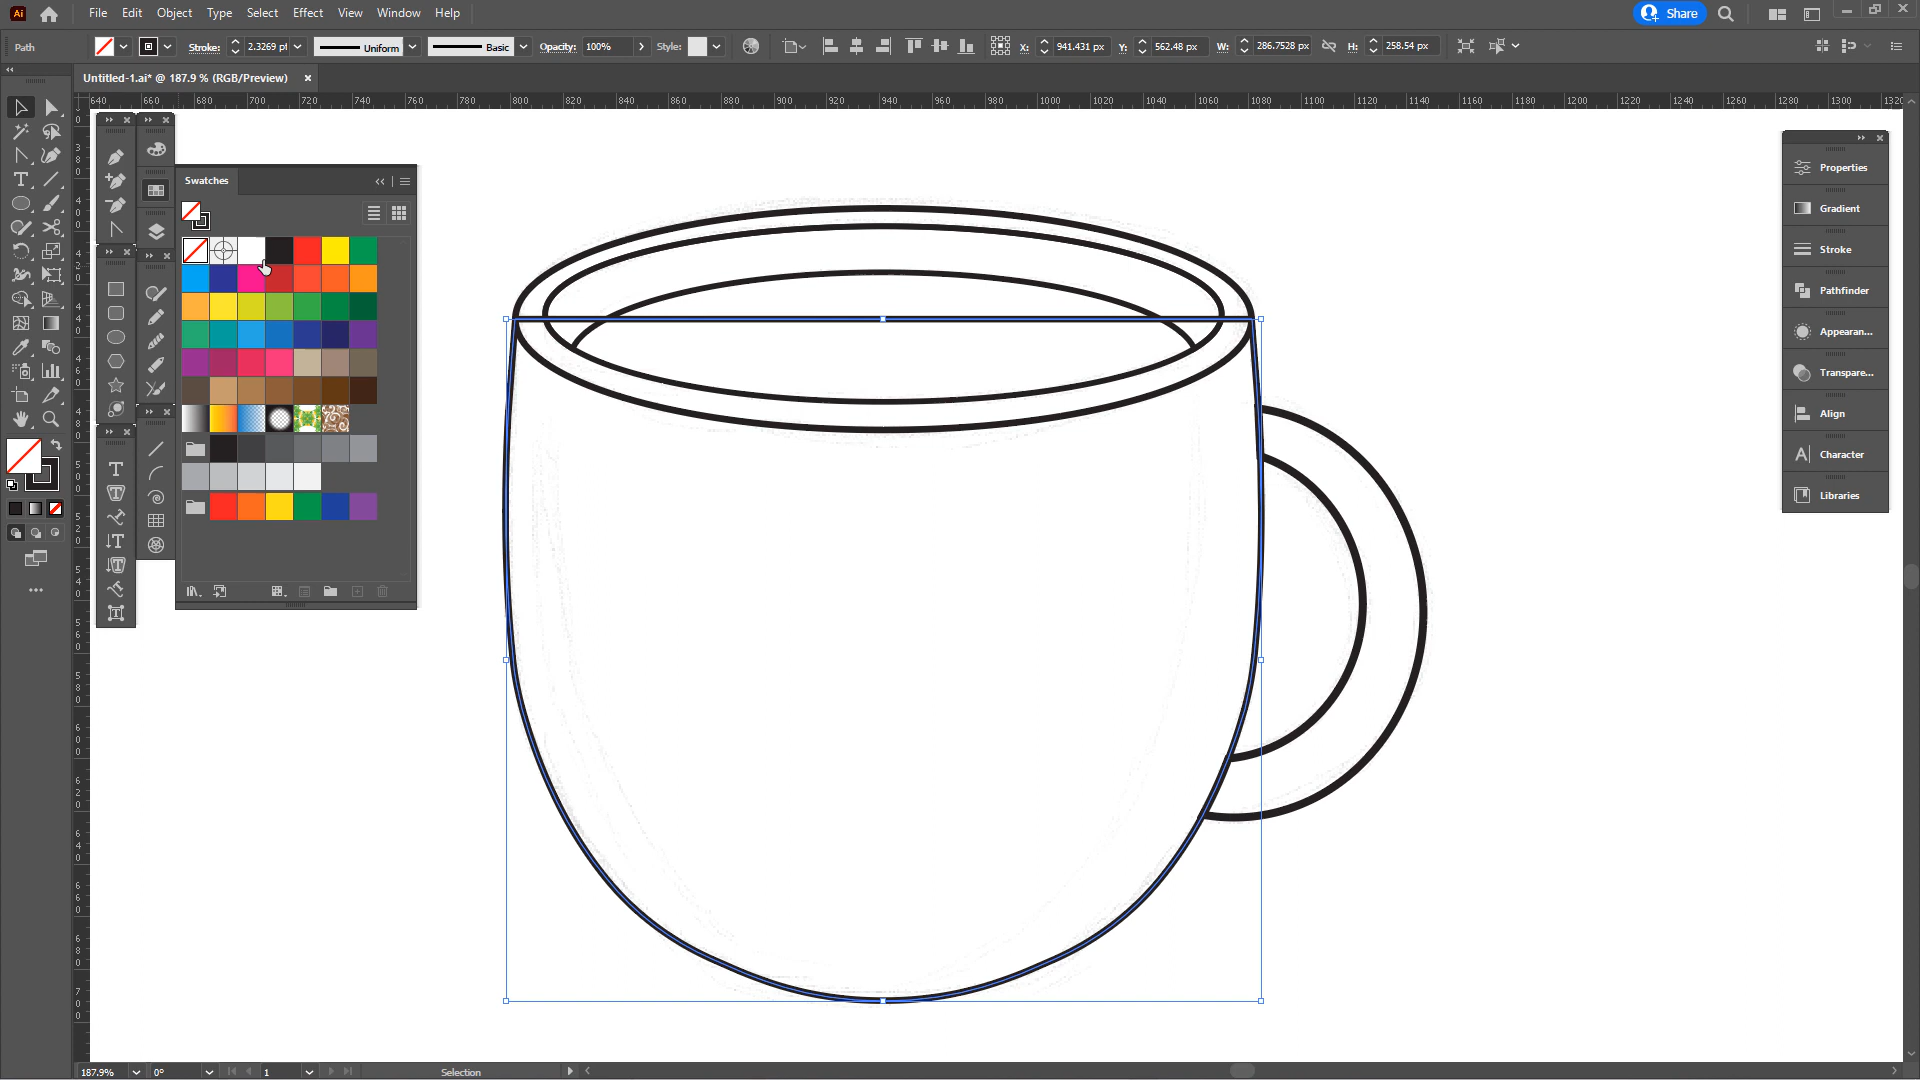 Ai File Edit Object Type Select Effect View Window Help Share
Path Stroke: 2.3269 pt Uniform Basic Opacity: 100% Style: X: 941.431 px Y: 562.48 px W: 286.7528 px H: 258.54 px
Untitled-1.ai* @ 187.9 % (RGB/Preview)
640 660 680 700 720 740 760 780 800 820 840 860 880 900 920 940 960 980 1000 1020 1040 1060 1080 1100 1120 1140 1160 1180 1200 1220 1240 1260 1280 1300 1320
Swatches
Properties
Gradient
Stroke
Pathfinder
Appearan...
Transpare...
Align
Character
Libraries
187.9% 0° 1 Selection